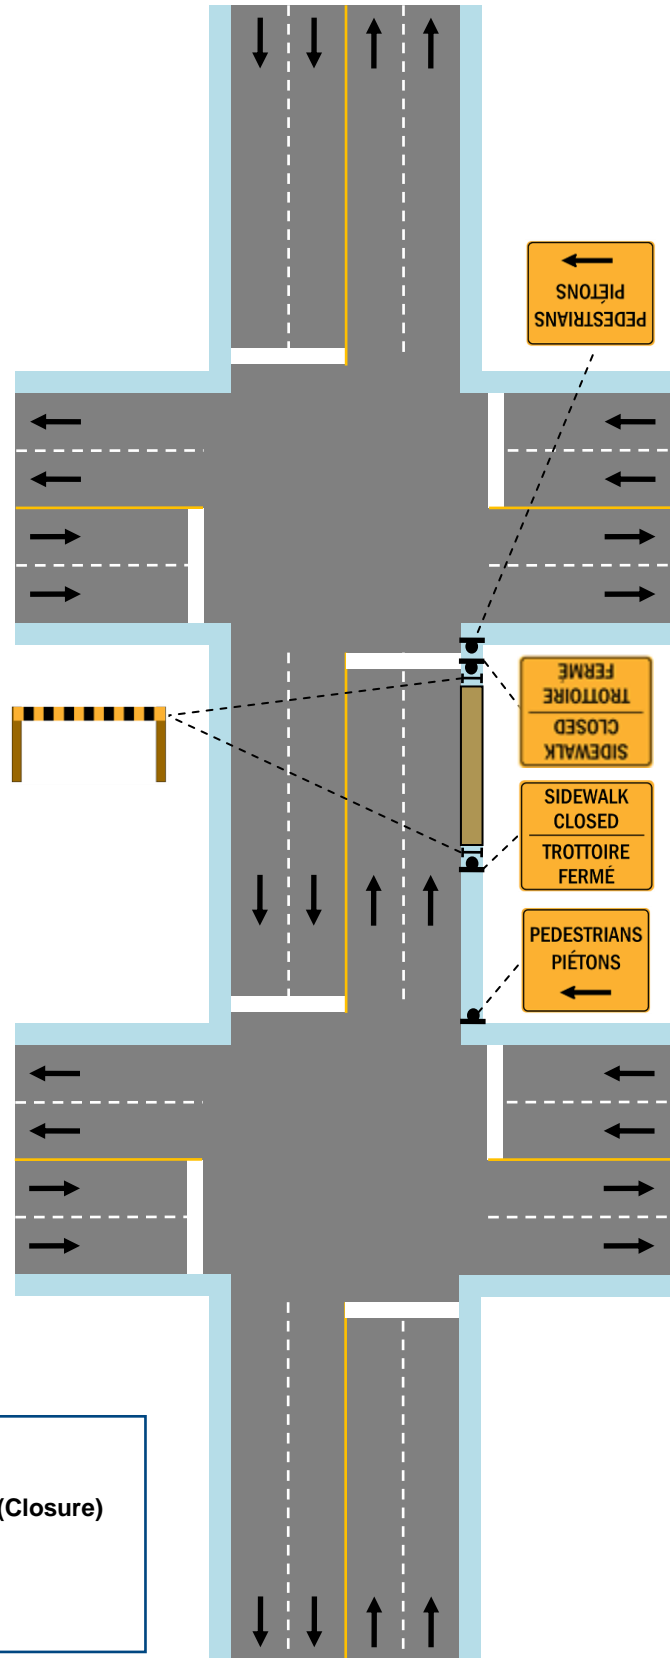 PEDESTRIANS
PIÉTONS
SIDEWALK
CLOSED
TROTTOIRE
FERMÉ
SIDEWALK
CLOSED
TROTTOIRE
FERMÉ
PEDESTRIANS
PIÉTONS
(Closure)